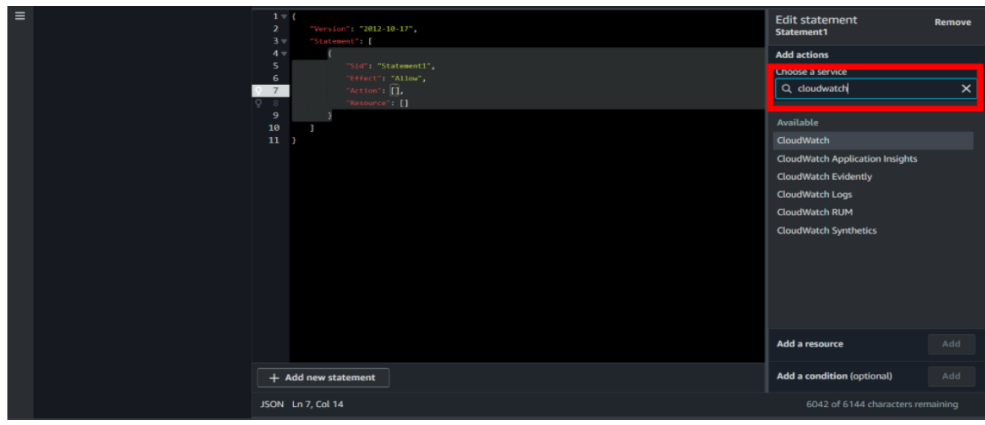 1 {
2 "Version": "2012-10-17",
3 "Statement": [
4 {
5 "Sid": "Statement1",
6 "Effect": "Allow",
7 "Action": [],
8 "Resource": []
9 }
10 ]
11 }
+ Add new statement
JSON Ln 7, Col 14
Edit statement Remove
Statement1
Add actions
Choose a service
cloudwatch
Available
CloudWatch
CloudWatch Application Insights
CloudWatch Evidently
CloudWatch Logs
CloudWatch RUM
CloudWatch Synthetics
Add a resource Add
Add a condition (optional) Add
6042 of 6144 characters remaining